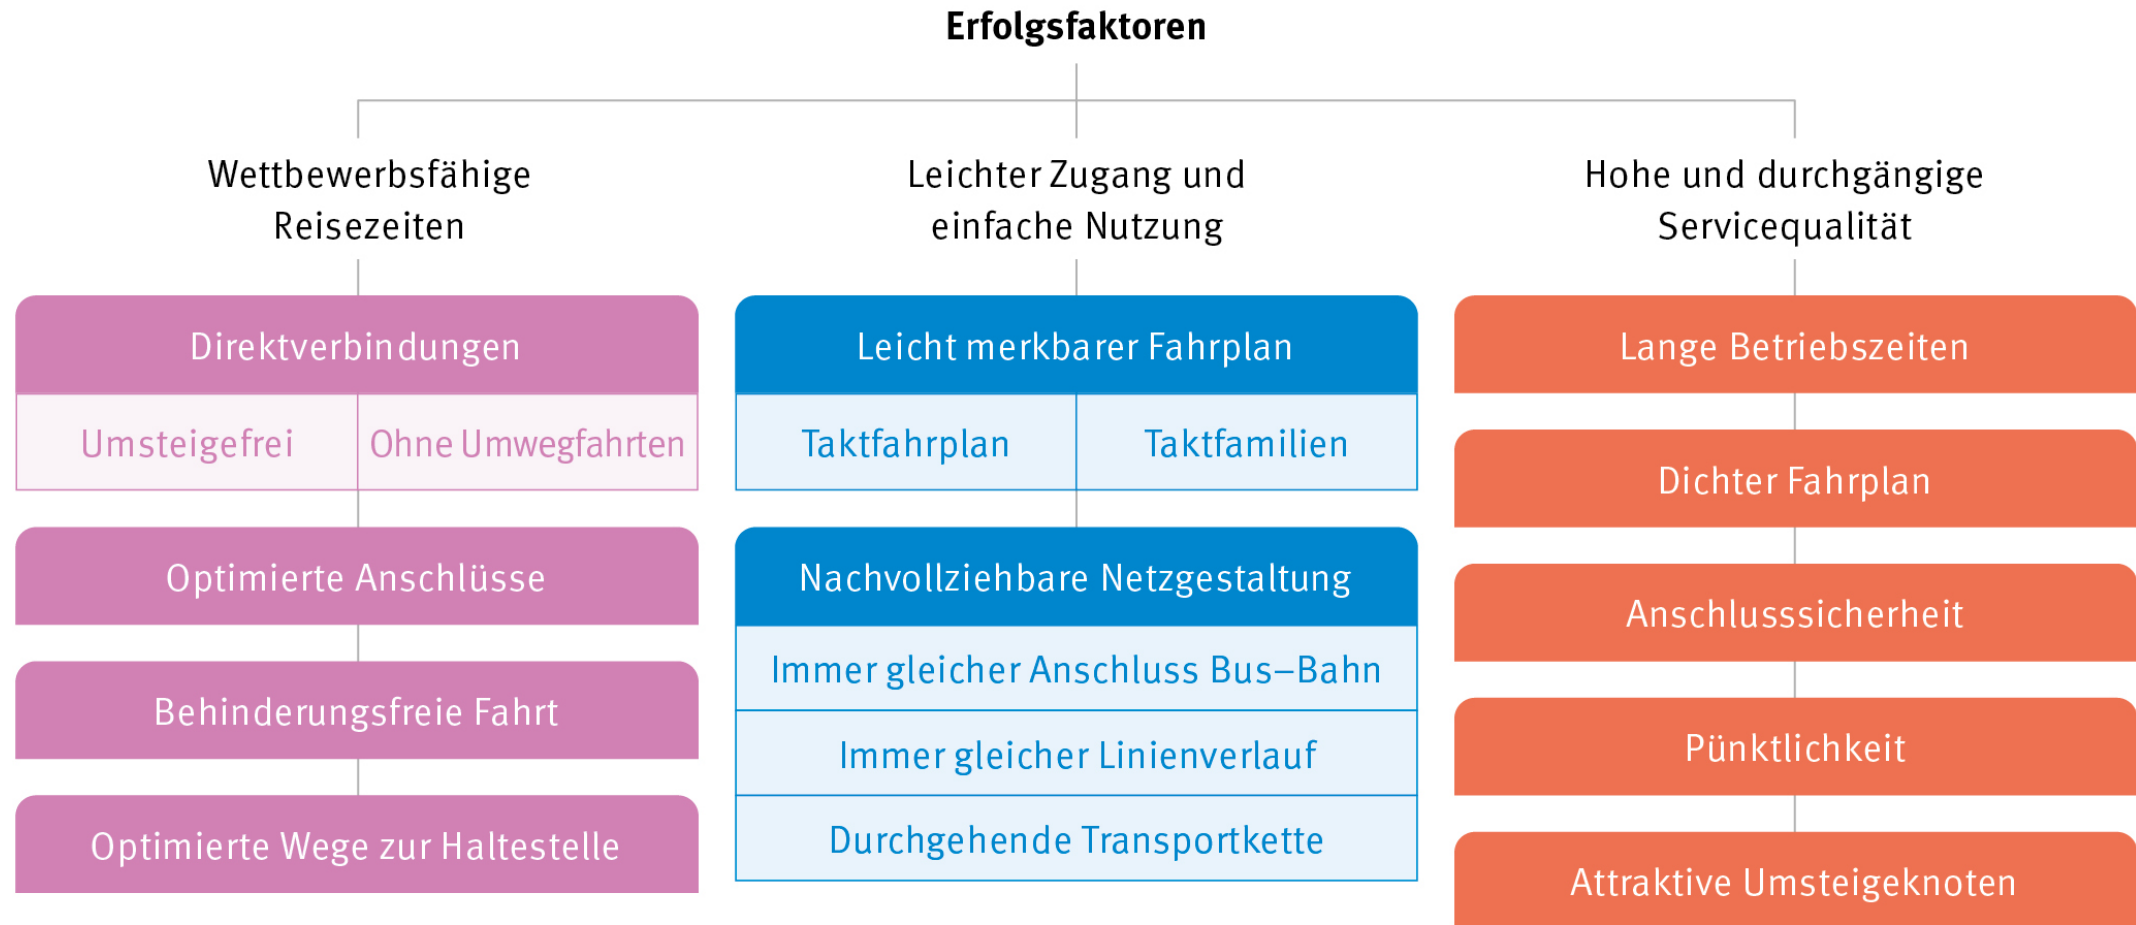 Erfolgsfaktoren
Wettbewerbsfähige
Reisezeiten
Direktverbindungen
Umsteigefrei
Ohne Umwegfahrten
Optimierte Anschlüsse
Behinderungsfreie Fahrt
Optimierte Wege zur Haltestelle
Leichter Zugang und
einfache Nutzung
Leicht merkbarer Fahrplan
Taktfahrplan
Taktfamilien
Nachvollziehbare Netzgestaltung
Immer gleicher Anschluss Bus–Bahn
Immer gleicher Linienverlauf
Durchgehende Transportkette
Hohe und durchgängige
Servicequalität
Lange Betriebszeiten
Dichter Fahrplan
Anschlusssicherheit
Pünktlichkeit
Attraktive Umsteigeknoten